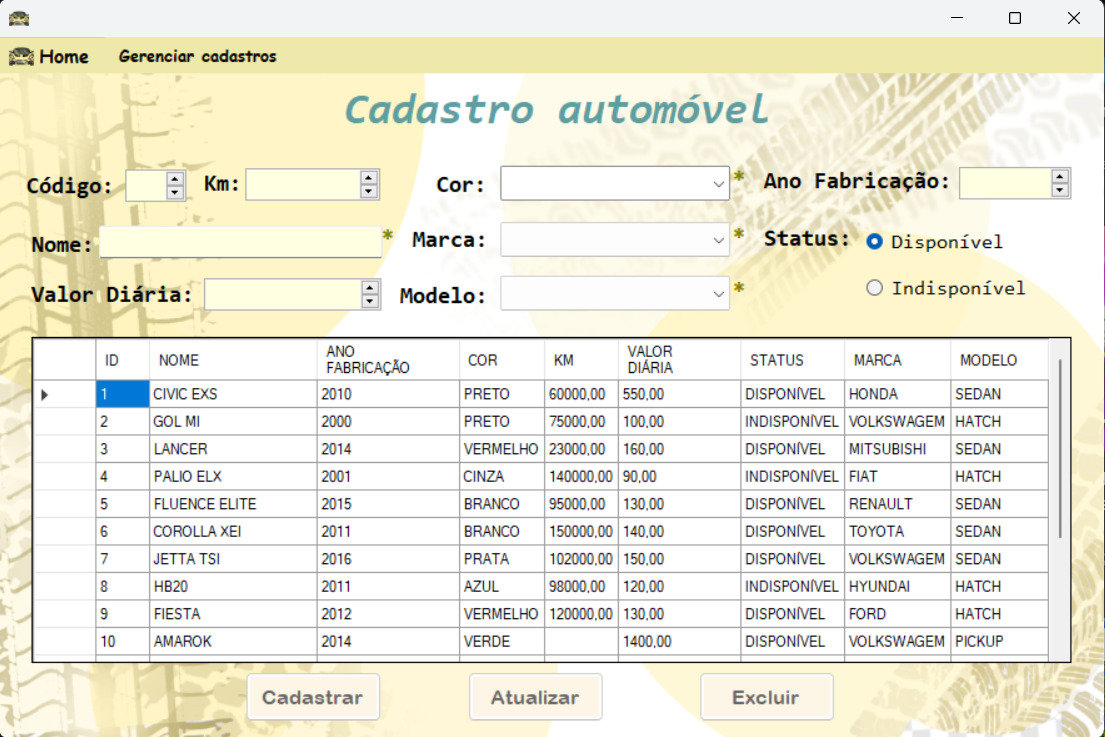 Home Gerenciar cadastros
Cadastro automóvel
Código: Km: Cor: * Ano Fabricação:
Nome: * Marca: * Status: Disponível
Valor Diária: Modelo: * Indisponível
ID NOME ANO FABRICAÇÃO COR KM VALOR DIÁRIA STATUS MARCA MODELO
1 CIVIC EXS 2010 PRETO 60000,00 550,00 DISPONÍVEL HONDA SEDAN
2 GOL MI 2000 PRETO 75000,00 100,00 INDISPONÍVEL VOLKSWAGEM HATCH
3 LANCER 2014 VERMELHO 23000,00 160,00 DISPONÍVEL MITSUBISHI SEDAN
4 PALIO ELX 2001 CINZA 140000,00 90,00 INDISPONÍVEL FIAT HATCH
5 FLUENCE ELITE 2015 BRANCO 95000,00 130,00 DISPONÍVEL RENAULT SEDAN
6 COROLLA XEI 2011 BRANCO 150000,00 140,00 DISPONÍVEL TOYOTA SEDAN
7 JETTA TSI 2016 PRATA 102000,00 150,00 DISPONÍVEL VOLKSWAGEM SEDAN
8 HB20 2011 AZUL 98000,00 120,00 INDISPONÍVEL HYUNDAI HATCH
9 FIESTA 2012 VERMELHO 120000,00 130,00 DISPONÍVEL FORD HATCH
10 AMAROK 2014 VERDE 1400,00 DISPONÍVEL VOLKSWAGEM PICKUP
Cadastrar Atualizar Excluir